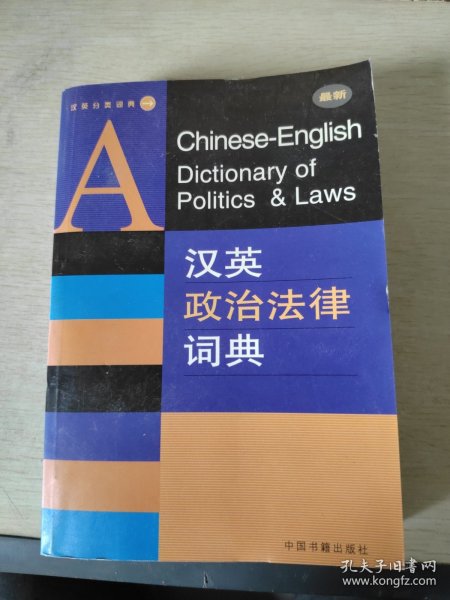 汉英分类词典
最新
A
Chinese-English
Dictionary of
Politics & Laws
汉英
政治法律
词典
中国书籍出版社
孔夫子旧书网
www.kongfz.com